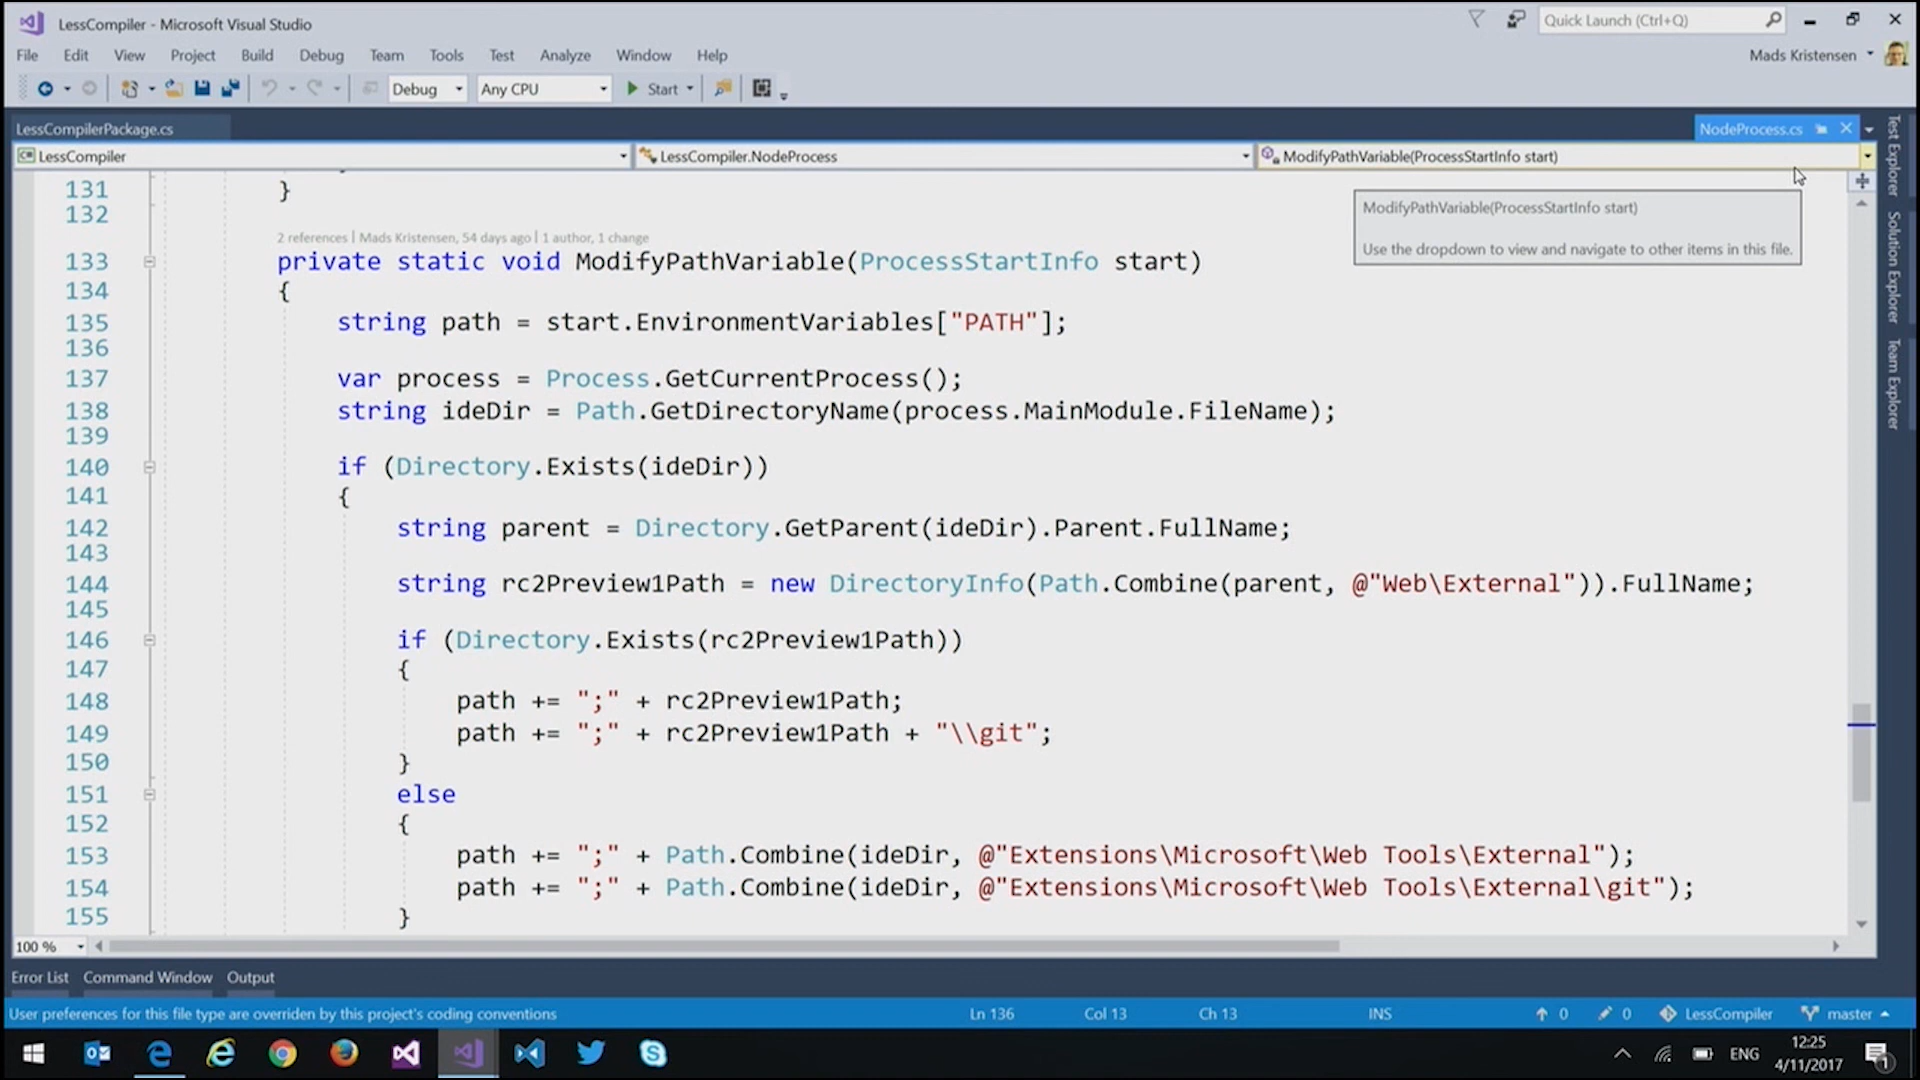 LessCompiler - Microsoft Visual Studio
Quick Launch (Ctrl+Q)
File Edit View Project Build Debug Team Tools Test Analyze Window Help
Mads Kristensen
Debug Any CPU Start
LessCompilerPackage.cs
NodeProcess.cs
LessCompiler
LessCompiler.NodeProcess
ModifyPathVariable(ProcessStartInfo start)
Test Explorer
Solution Explorer
Team Explorer
ModifyPathVariable(ProcessStartInfo start)
Use the dropdown to view and navigate to other items in this file.
131 }
132
2 references | Mads Kristensen, 54 days ago | 1 author, 1 change
133 private static void ModifyPathVariable(ProcessStartInfo start)
134 {
135 string path = start.EnvironmentVariables["PATH"];
136
137 var process = Process.GetCurrentProcess();
138 string ideDir = Path.GetDirectoryName(process.MainModule.FileName);
139
140 if (Directory.Exists(ideDir))
141 {
142 string parent = Directory.GetParent(ideDir).Parent.FullName;
143
144 string rc2Preview1Path = new DirectoryInfo(Path.Combine(parent, @"Web\External")).FullName;
145
146 if (Directory.Exists(rc2Preview1Path))
147 {
148 path += ";" + rc2Preview1Path;
149 path += ";" + rc2Preview1Path + "\\git";
150 }
151 else
152 {
153 path += ";" + Path.Combine(ideDir, @"Extensions\Microsoft\Web Tools\External");
154 path += ";" + Path.Combine(ideDir, @"Extensions\Microsoft\Web Tools\External\git");
155 }
100 %
Error List Command Window Output
User preferences for this file type are overriden by this project's coding conventions
Ln 136 Col 13 Ch 13 INS 0 0 LessCompiler master
ENG
12:25
4/11/2017
1